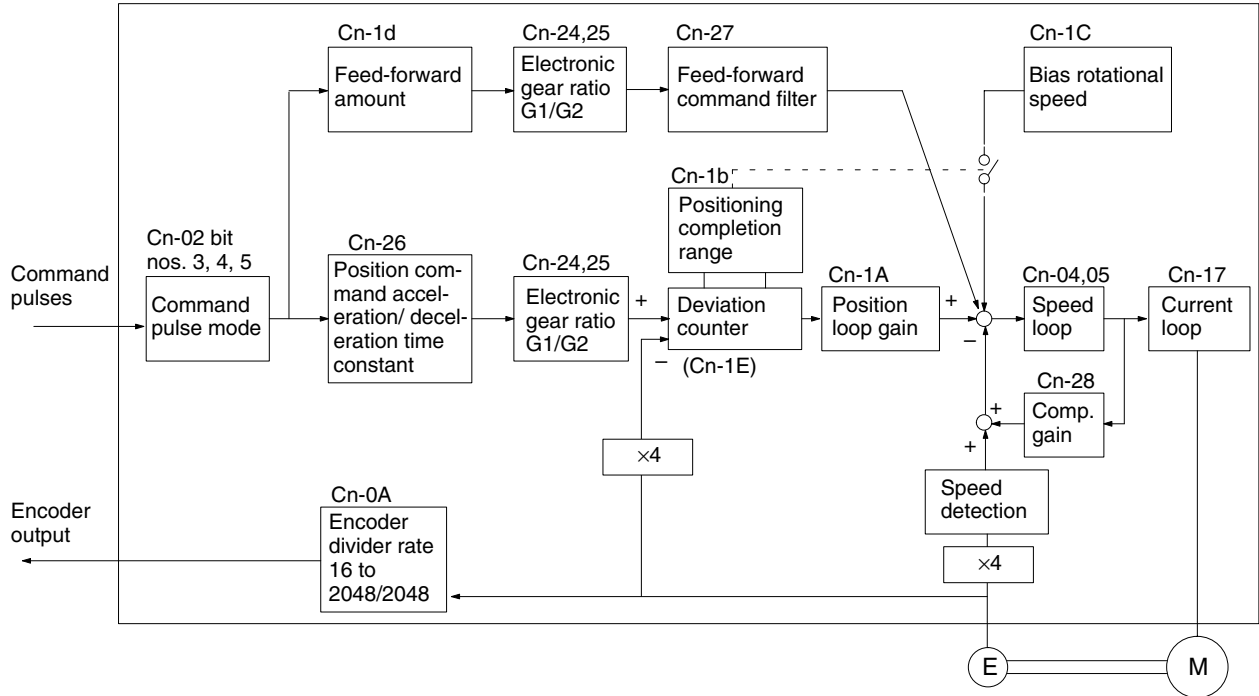 Cn-1d
Feed-forward
amount
Cn-24,25
Electronic
gear ratio
G1/G2
Cn-27
Feed-forward
command filter
Cn-1C
Bias rotational
speed
Cn-1b
Positioning
completion
range
Command
pulses
Cn-02 bit
nos. 3, 4, 5
Command
pulse mode
Cn-26
Position com-
mand accel-
eration/ decel-
eration time
constant
Cn-24,25
Electronic
gear ratio
G1/G2
+
−
Deviation
counter
(Cn-1E)
Cn-1A
Position
loop gain
+
−
Cn-04,05
Speed
loop
Cn-17
Current
loop
Cn-28
Comp.
gain
+
+
×4
Speed
detection
×4
Encoder
output
Cn-0A
Encoder
divider rate
16 to
2048/2048
E
M